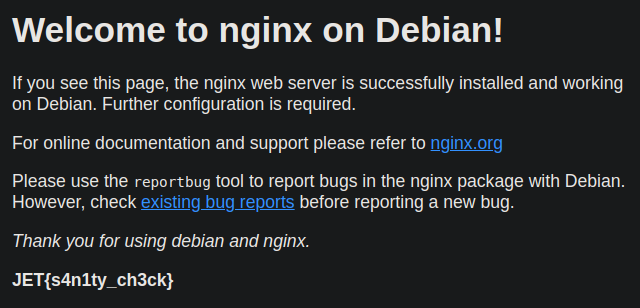 Welcome to nginx on Debian!
If you see this page, the nginx web server is successfully installed and working
on Debian. Further configuration is required.
For online documentation and support please refer to nginx.org
Please use the reportbug tool to report bugs in the nginx package with Debian.
However, check existing bug reports before reporting a new bug.
Thank you for using debian and nginx.
JET{s4n1ty_ch3ck}